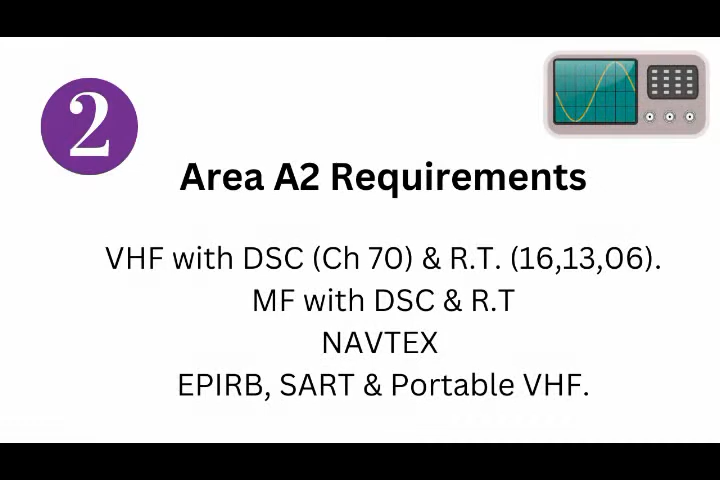 2
Area A2 Requirements
VHF with DSC (Ch 70) & R.T. (16,13,06).
MF with DSC & R.T
NAVTEX
EPIRB, SART & Portable VHF.